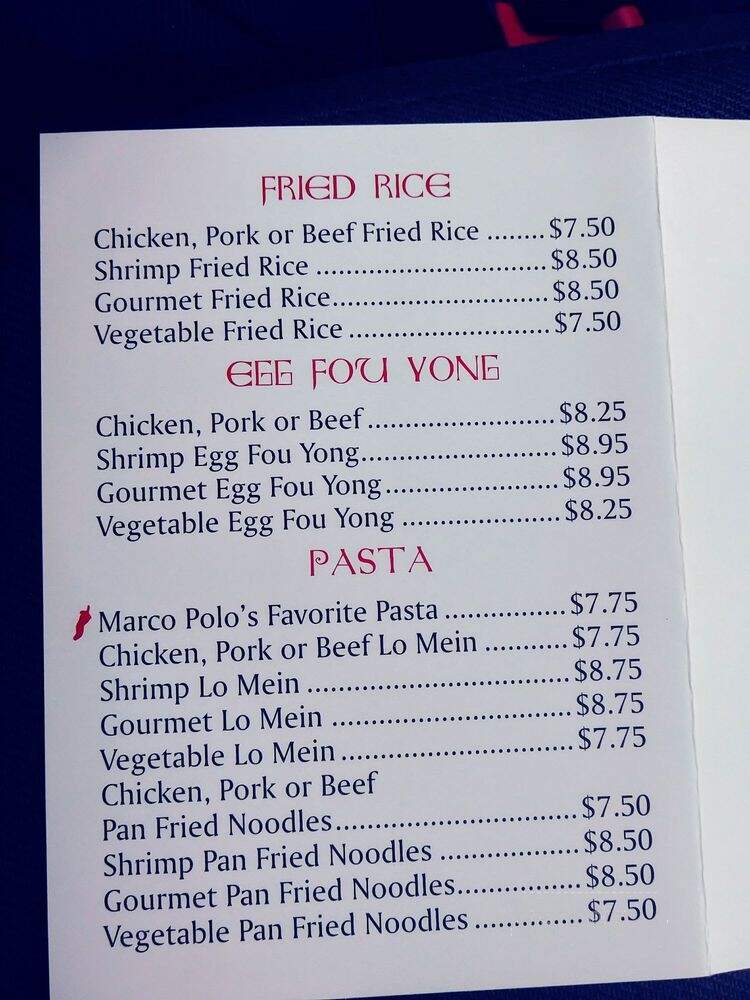 FRIED RICE
Chicken, Pork or Beef Fried Rice ........ $7.50
Shrimp Fried Rice ................................ $8.50
Gourmet Fried Rice.............................. $8.50
Vegetable Fried Rice ............................ $7.50
EGG FOU YONG
Chicken, Pork or Beef .......................... $8.25
Shrimp Egg Fou Yong........................... $8.95
Gourmet Egg Fou Yong........................ $8.95
Vegetable Egg Fou Yong ...................... $8.25
PASTA
Marco Polo's Favorite Pasta ................. $7.75
Chicken, Pork or Beef Lo Mein ........... $7.75
Shrimp Lo Mein .................................... $8.75
Gourmet Lo Mein ................................. $8.75
Vegetable Lo Mein ................................ $7.75
Chicken, Pork or Beef
Pan Fried Noodles.................................. $7.50
Shrimp Pan Fried Noodles ................... $8.50
Gourmet Pan Fried Noodles................. $8.50
Vegetable Pan Fried Noodles ............... $7.50